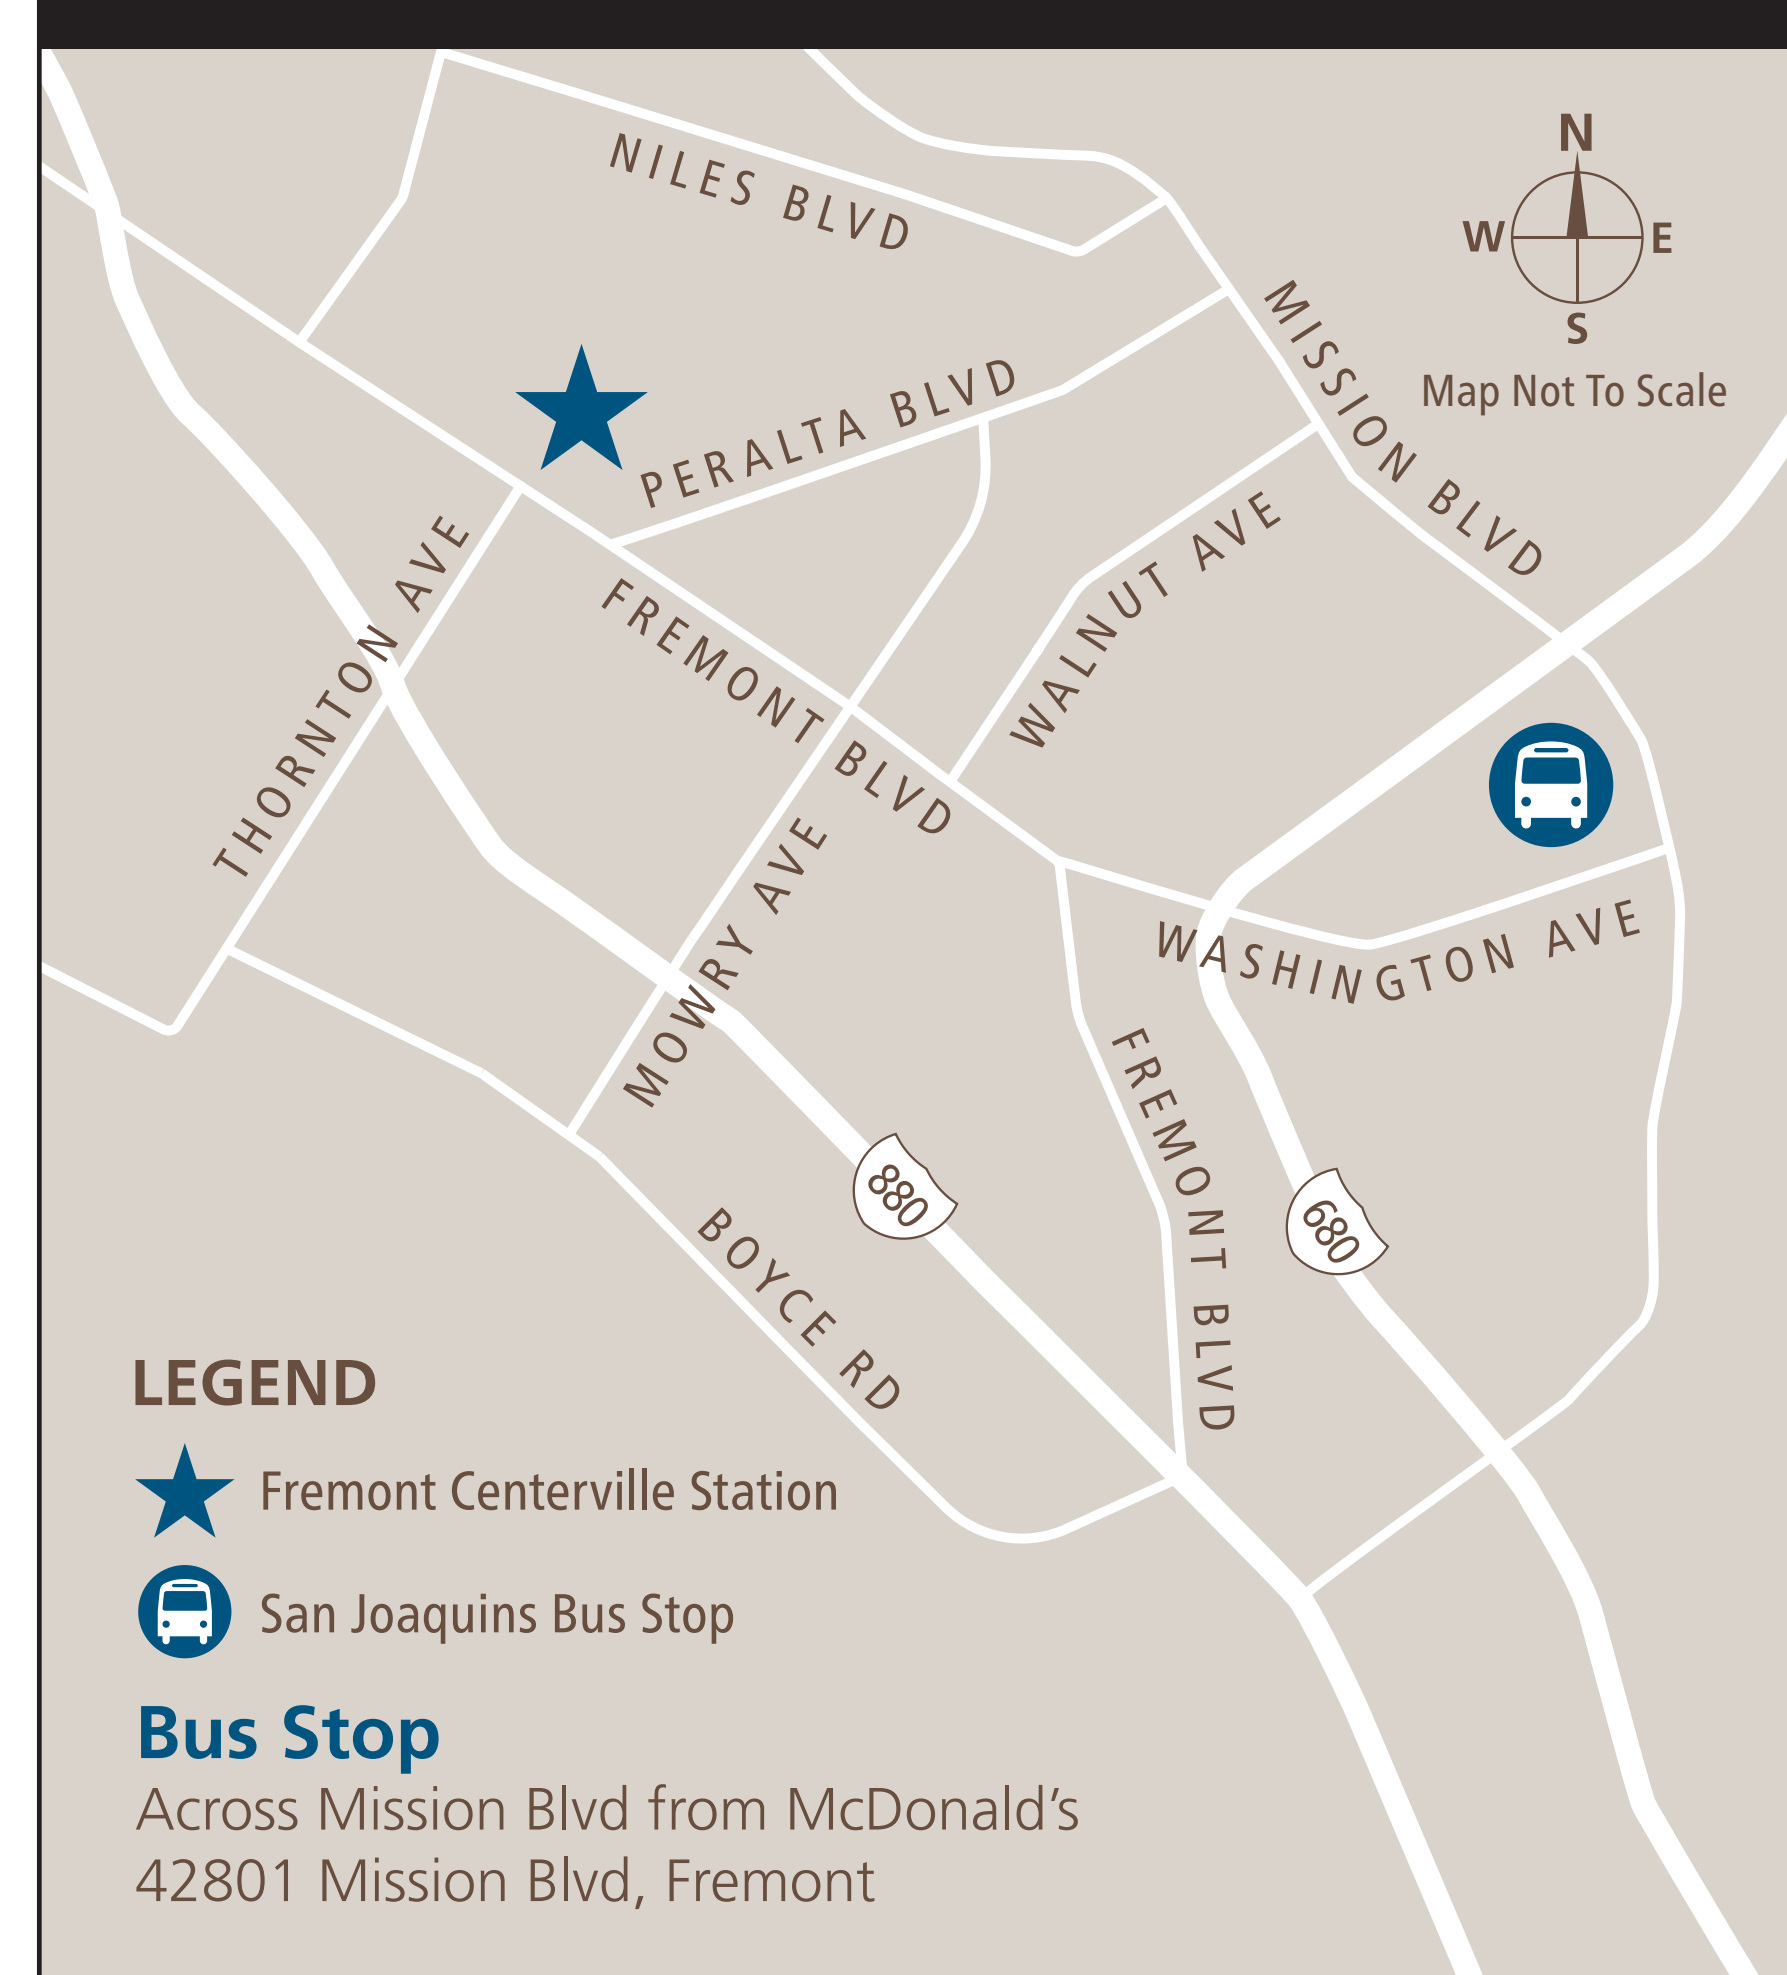 N
W E
S
Map Not To Scale
NILES BLVD
MISSION BLVD
PERALTA BLVD
WALNUT AVE
THORNTON AVE
FREMONT BLVD
MOWRY AVE
WASHINGTON AVE
FREMONT BLVD
880
680
BOYCE RD
LEGEND
Fremont Centerville Station
San Joaquins Bus Stop
Bus Stop
Across Mission Blvd from McDonald’s
42801 Mission Blvd, Fremont